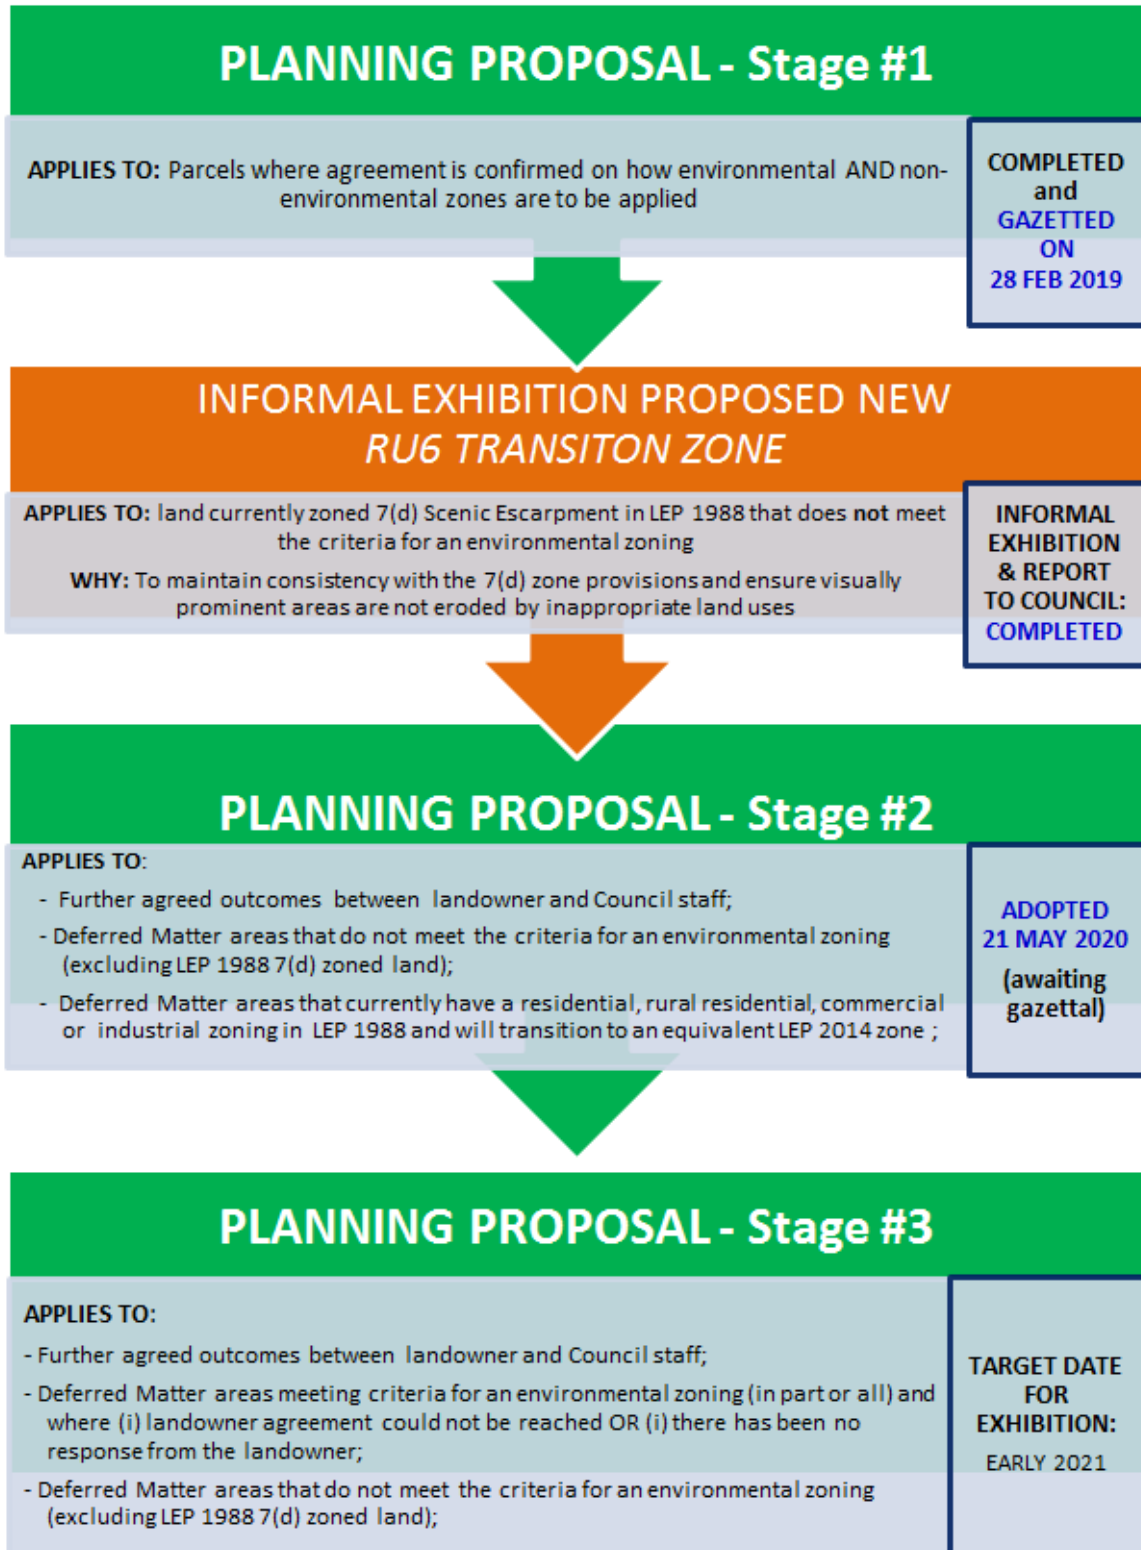 PLANNING PROPOSAL - Stage #1
APPLIES TO: Parcels where agreement is confirmed on how environmental AND non-
environmental zones are to be applied
COMPLETED
and
GAZETTED
ON
28 FEB 2019
INFORMAL EXHIBITION PROPOSED NEW
RU6 TRANSITON ZONE
APPLIES TO: land currently zoned 7(d) Scenic Escarpment in LEP 1988 that does not meet
the criteria for an environmental zoning
WHY: To maintain consistency with the 7(d) zone provisions and ensure visually
prominent areas are not eroded by inappropriate land uses
INFORMAL
EXHIBITION
& REPORT
TO COUNCIL:
COMPLETED
PLANNING PROPOSAL - Stage #2
APPLIES TO:
- Further agreed outcomes between landowner and Council staff;
- Deferred Matter areas that do not meet the criteria for an environmental zoning
(excluding LEP 1988 7(d) zoned land);
- Deferred Matter areas that currently have a residential, rural residential, commercial
or industrial zoning in LEP 1988 and will transition to an equivalent LEP 2014 zone ;
ADOPTED
21 MAY 2020
(awaiting
gazettal)
PLANNING PROPOSAL - Stage #3
APPLIES TO:
- Further agreed outcomes between landowner and Council staff;
- Deferred Matter areas meeting criteria for an environmental zoning (in part or all) and
where (i) landowner agreement could not be reached OR (i) there has been no
response from the landowner;
- Deferred Matter areas that do not meet the criteria for an environmental zoning
(excluding LEP 1988 7(d) zoned land);
TARGET DATE
FOR
EXHIBITION:
EARLY 2021